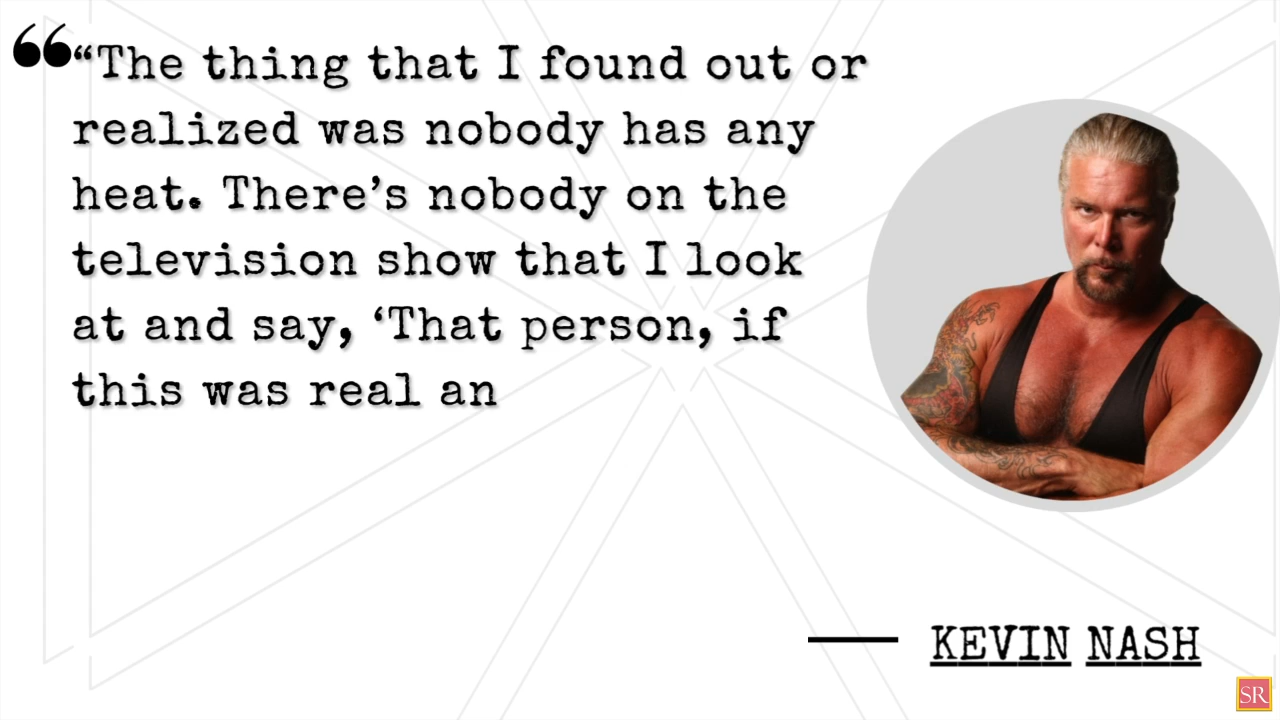 “The thing that I found out or
realized was nobody has any
heat. There’s nobody on the
television show that I look
at and say, ‘That person, if
this was real an
— KEVIN NASH
SR